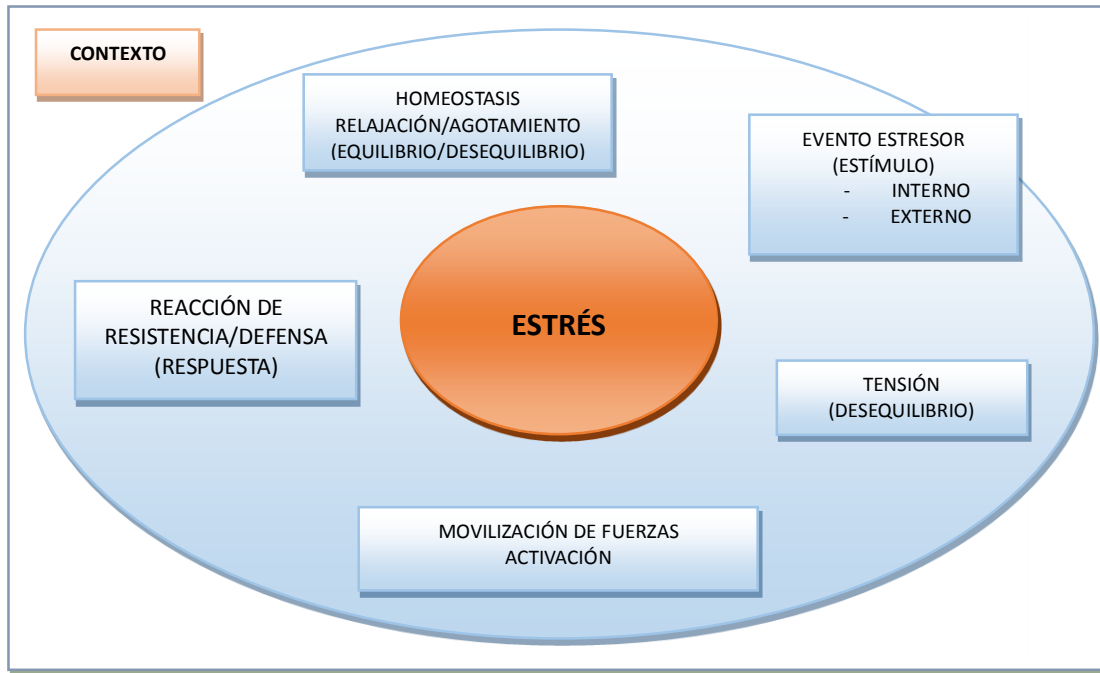 CONTEXTO
HOMEOSTASIS
RELAJACIÓN/AGOTAMIENTO
(EQUILIBRIO/DESEQUILIBRIO)
EVENTO ESTRESOR
(ESTÍMULO)
- INTERNO
- EXTERNO
REACCIÓN DE
RESISTENCIA/DEFENSA
(RESPUESTA)
ESTRÉS
TENSIÓN
(DESEQUILIBRIO)
MOVILIZACIÓN DE FUERZAS
ACTIVACIÓN